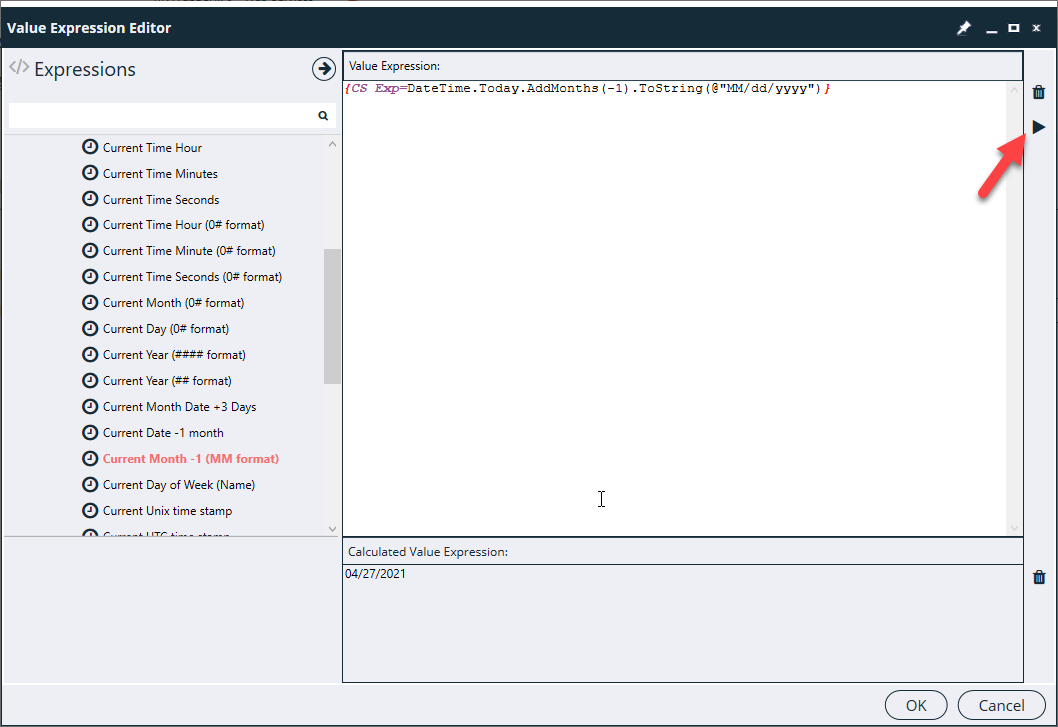 Value Expression Editor
</> Expressions
Current Time Hour
Current Time Minutes
Current Time Seconds
Current Time Hour (0# format)
Current Time Minute (0# format)
Current Time Seconds (0# format)
Current Month (0# format)
Current Day (0# format)
Current Year (#### format)
Current Year (## format)
Current Month Date +3 Days
Current Date -1 month
Current Month -1 (MM format)
Current Day of Week (Name)
Current Unix time stamp
Current UTC time stamp
Value Expression:
{CS Exp=DateTime.Today.AddMonths(-1).ToString(@"MM/dd/yyyy")}
Calculated Value Expression:
04/27/2021
OK
Cancel